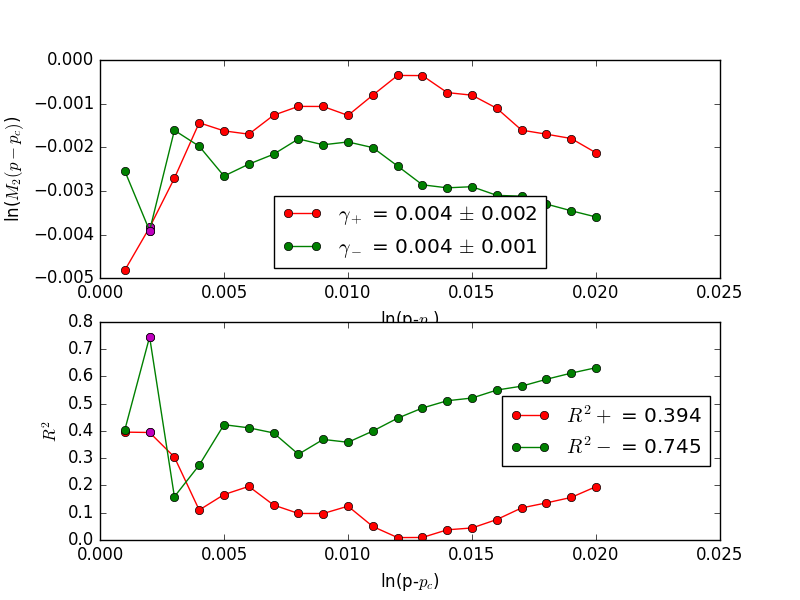 0.000
−0.001
−0.002
−0.003
−0.004
−0.005
ln(M₂(p − p_c))
γ₊ = 0.004 ± 0.002
γ₋ = 0.004 ± 0.001
0.000 0.005 0.010 0.015 0.020 0.025
ln(p-p_c)
0.8
0.7
0.6
0.5
0.4
0.3
0.2
0.1
0.0
R²
R² + = 0.394
R² − = 0.745
0.000 0.005 0.010 0.015 0.020 0.025
ln(p-p_c)